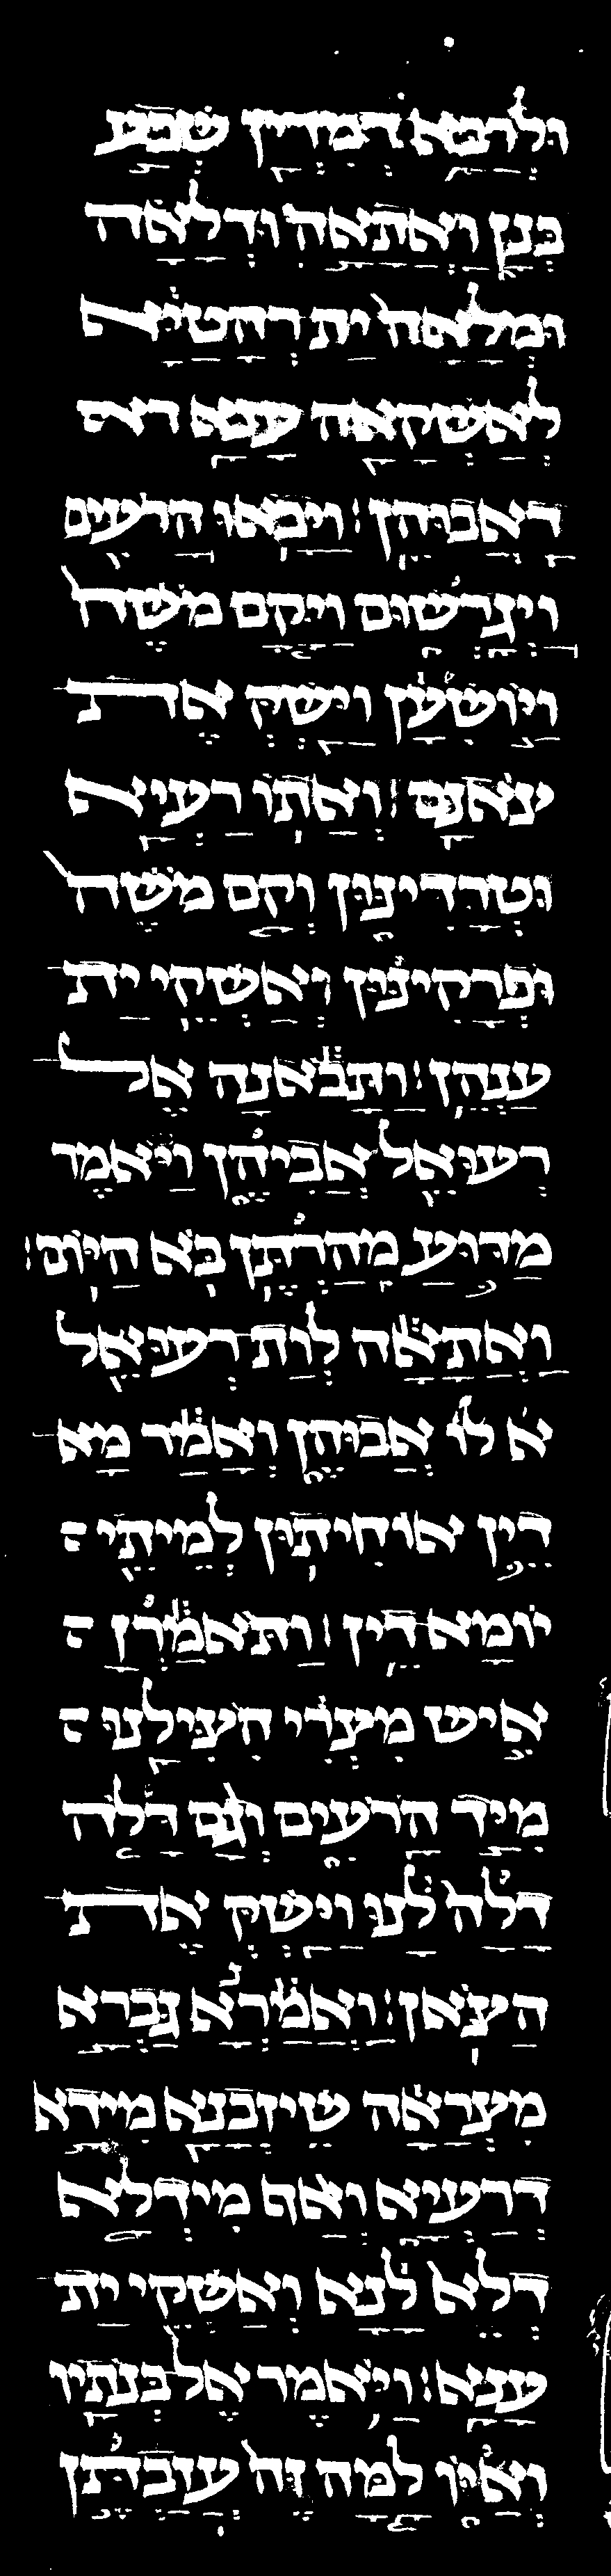 ולרבא דמדין שבע
בנן ואתאה ודלאה
ומלאה ית רהטיא
לאשקאה ענא דא
דאבוהן׃ ויבאו הרעים
ויגרשום ויקם משה
ויושען וישק את
צאנם׃ ואתו רעיא
וטרדינון וקם משה
ופרקינון ואשקי ית
ענהן׃ ותבאנה אל
רעואל אביהן ויאמר
מדוע מהרתן בא היום׃
ואתאה לות רעואל
א לו אבוהן ואמר מא
דין אוחיתון למיתי
יומא דין׃ ותאמרן
איש מצרי הצילנו
מיד הרעים וגם דלה
דלה לנו וישק את
הצאן׃ ואמרא גברא
מצראה שיזבנא מידא
דרעיא ואף מידלא
דלא לנא ואשקי ית
ענא׃ ויאמר אל בנתיו
ואיו למה זה עזבתן